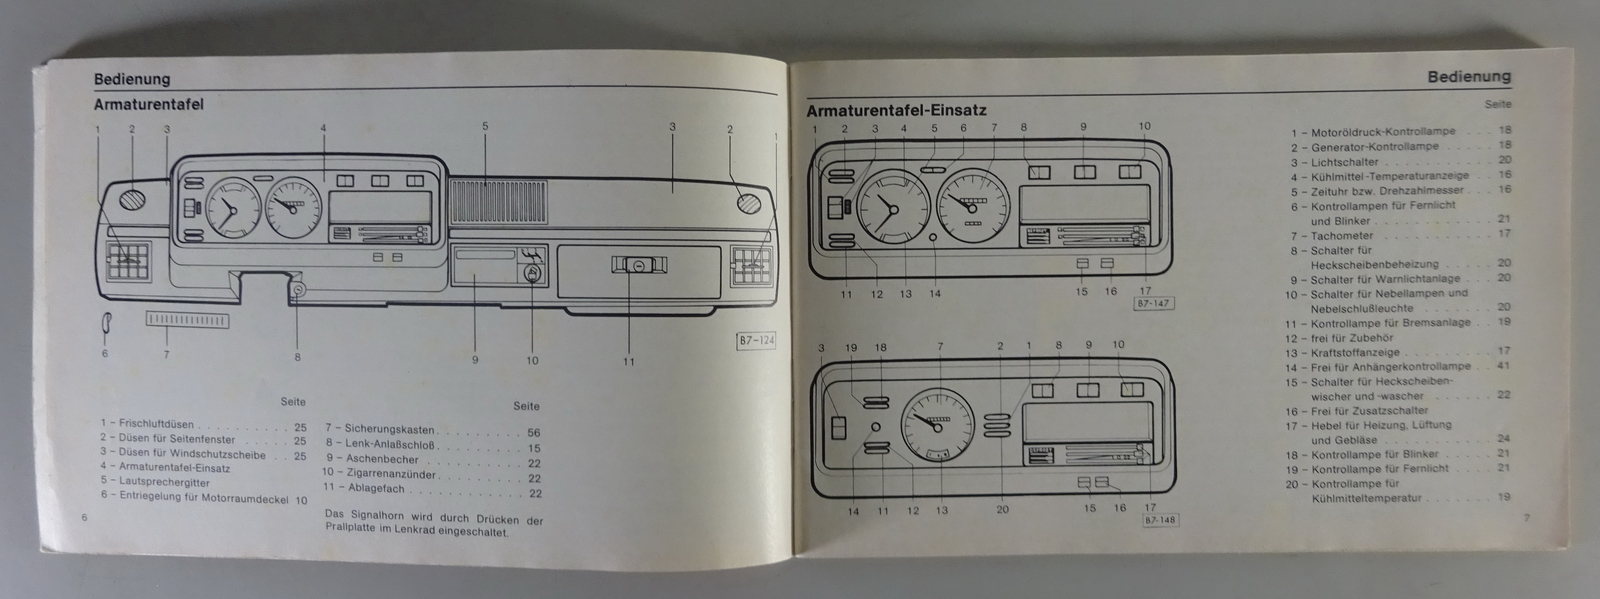 Bedienung
Armaturentafel
1 2 3 4 5 3 2 1
6 7 8 9 10 11
B7-124
Seite
1 – Frischluftdüsen . . . . . . . . . 25
2 – Düsen für Seitenfenster . . . . . 25
3 – Düsen für Windschutzscheibe . . 25
4 – Armaturentafel-Einsatz
5 – Lautsprechergitter
6 – Entriegelung für Motorraumdeckel 10
Seite
7 – Sicherungskasten . . . . . . . . . 56
8 – Lenk-Anlaßschloß . . . . . . . . . 15
9 – Aschenbecher . . . . . . . . . . . 22
10 – Zigarrenanzünder . . . . . . . . . 22
11 – Ablagefach . . . . . . . . . . . . 22
Das Signalhorn wird durch Drücken der
Prallplatte im Lenkrad eingeschaltet.
6
Bedienung
Armaturentafel-Einsatz
1 2 3 4 5 6 7 8 9 10
11 12 13 14 15 16 17
B7-147
3 19 18 7 2 1 8 9 10
14 11 12 13 20 15 16 17
B7-148
Seite
1 – Motoröldruck-Kontrollampe . . . 18
2 – Generator-Kontrollampe . . . . . 18
3 – Lichtschalter . . . . . . . . . . 20
4 – Kühlmittel-Temperaturanzeige . . 16
5 – Zeituhr bzw. Drehzahlmesser . . . 16
6 – Kontrollampen für Fernlicht
und Blinker . . . . . . . . . . . 21
7 – Tachometer . . . . . . . . . . . 17
8 – Schalter für
Heckscheibenbeheizung . . . . . 20
9 – Schalter für Warnlichtanlage . . . 20
10 – Schalter für Nebellampen und
Nebelschlußleuchte . . . . . . . 20
11 – Kontrollampe für Bremsanlage . . 19
12 – frei für Zubehör
13 – Kraftstoffanzeige . . . . . . . . 17
14 – Frei für Anhängerkontrollampe . . 41
15 – Schalter für Heckscheiben-
wischer und -wascher . . . . . . 22
16 – Frei für Zusatzschalter
17 – Hebel für Heizung, Lüftung
und Gebläse . . . . . . . . . . . 24
18 – Kontrollampe für Blinker . . . . . 21
19 – Kontrollampe für Fernlicht . . . . 21
20 – Kontrollampe für
Kühlmitteltemperatur . . . . . . . 19
7